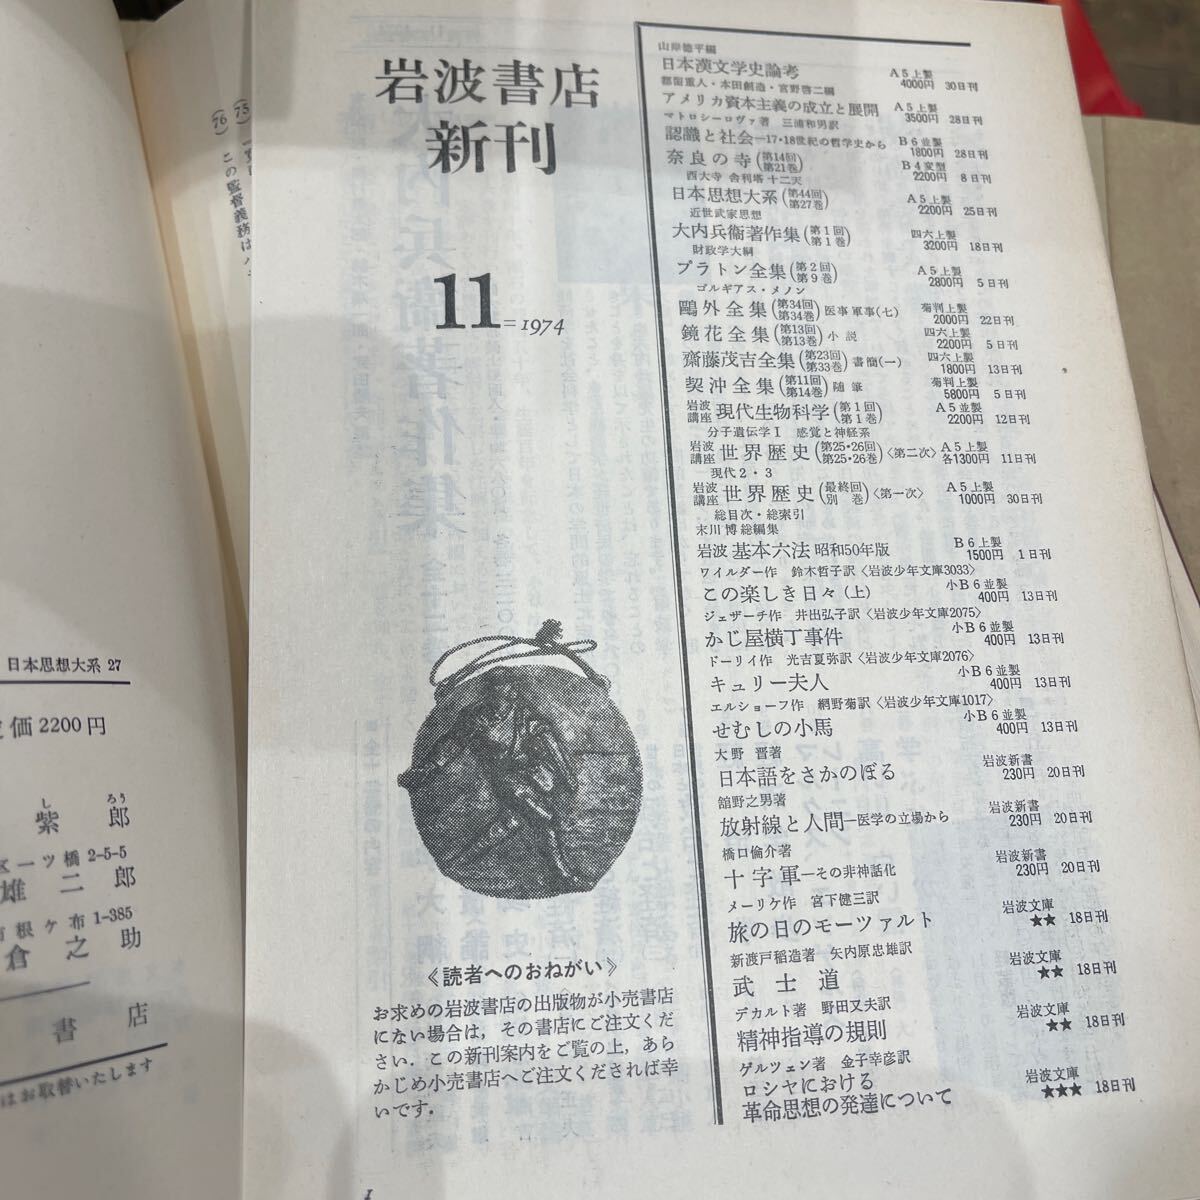 岩波書店
新刊
11=1974
山岸徳平編
日本漢文学史論考 A5上製 4000円 30日刊
都留重人・本田創造・宮野啓二編
アメリカ資本主義の成立と展開 A5上製 3500円 28日刊
マトロシーロヴァ著 三浦和男訳
認識と社会―17・18世紀の哲学史から B6並製 1800円 28日刊
奈良の寺(第14回 第21巻) B4変型 2200円 8日刊
西大寺 舎利塔 十二天
日本思想大系(第44回 第27巻) A5上製 2200円 25日刊
近世武家思想
大内兵衞著作集(第1回 第1巻) 四六上製 3200円 18日刊
財政学大綱
プラトン全集(第2回 第9巻) A5上製 2800円 5日刊
ゴルギアス・メノン
鷗外全集(第34回 第34巻)医事 軍事(七) 菊判上製 2000円 22日刊
鏡花全集(第13回 第13巻)小説 四六上製 2200円 5日刊
齋藤茂吉全集(第23回 第33巻)書簡(一) 四六上製 1800円 13日刊
契沖全集(第11回 第14巻)随筆 菊判上製 5800円 5日刊
岩波講座 現代生物科学(第1回 第1巻) A5並製 2200円 12日刊
分子遺伝学I 感覚と神経系
岩波講座 世界歴史(第25・26回 第25・26巻)〈第二次〉 A5上製 各1300円 11日刊
現代2・3
岩波講座 世界歴史(最終回 別巻)〈第一次〉 A5上製 1000円 30日刊
総目次・総索引
末川博総編集
岩波 基本六法 昭和50年版 B6上製 1500円 1日刊
ワイルダー作 鈴木哲子訳〈岩波少年文庫3033〉
この楽しき日々(上) 小B6並製 400円 13日刊
ジェザーチ作 井出弘子訳〈岩波少年文庫2075〉
かじ屋横丁事件 小B6並製 400円 13日刊
ドーリイ作 光吉夏弥訳〈岩波少年文庫2076〉
キュリー夫人 小B6並製 400円 13日刊
エルショーフ作 網野菊訳〈岩波少年文庫1017〉
せむしの小馬 小B6並製 400円 13日刊
大野晋著
日本語をさかのぼる 岩波新書 230円 20日刊
舘野之男著
放射線と人間―医学の立場から 岩波新書 230円 20日刊
橋口倫介著
十字軍―その非神話化 岩波新書 230円 20日刊
メーリケ作 宮下健三訳
旅の日のモーツァルト 岩波文庫 ★★ 18日刊
新渡戸稲造著 矢内原忠雄訳
武士道 岩波文庫 ★★ 18日刊
デカルト著 野田又夫訳
精神指導の規則 岩波文庫 ★★ 18日刊
ゲルツェン著 金子幸彦訳
ロシヤにおける
革命思想の発達について 岩波文庫 ★★★ 18日刊
《読者へのおねがい》
お求めの岩波書店の出版物が小売書店
にない場合は，その書店にご注文くだ
さい．この新刊案内をご覧の上，あら
かじめ小売書店へご注文くだされば幸
いです．
1
(75)
(76) この監督義務は
日本思想大系 27
価 2200円
し ろう
紫郎
区一ツ橋 2-5-5
雄二郎
根ケ布 1-385
倉之助
書店
はお取替いたします